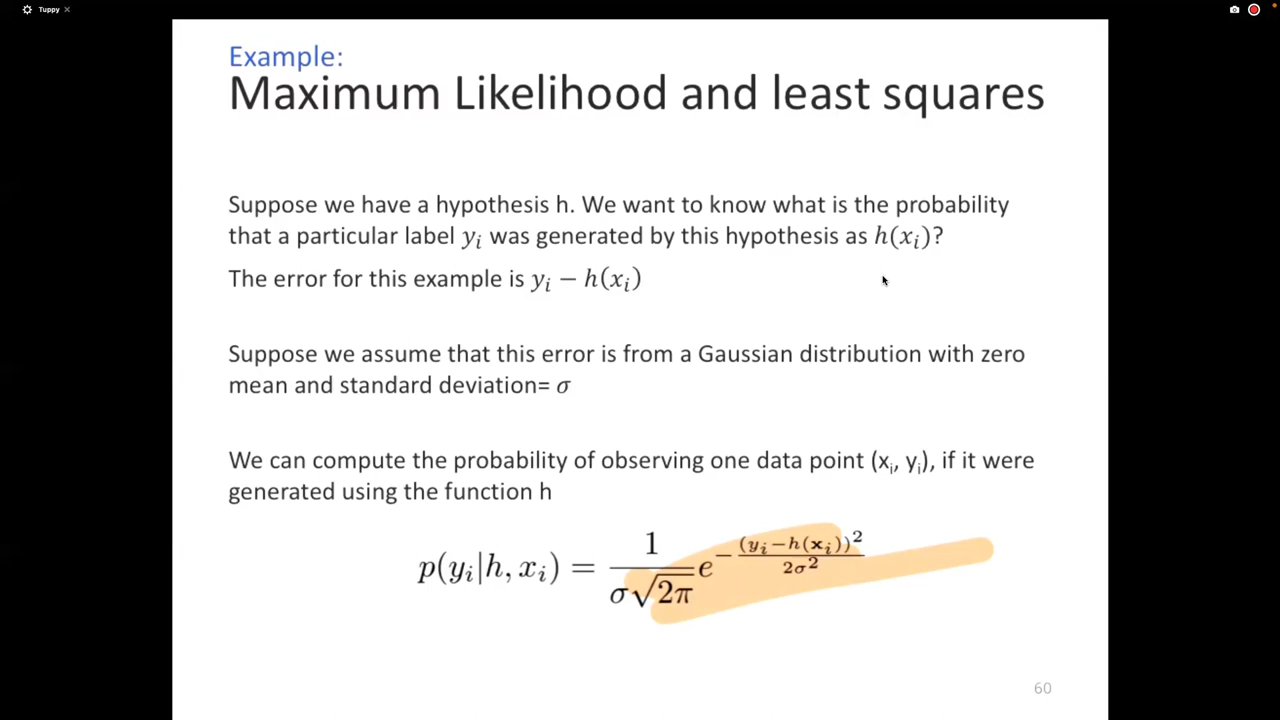 Tuppy ×
Example:
Maximum Likelihood and least squares
Suppose we have a hypothesis h. We want to know what is the probability
that a particular label yᵢ was generated by this hypothesis as h(xᵢ)?
The error for this example is yᵢ − h(xᵢ)
Suppose we assume that this error is from a Gaussian distribution with zero
mean and standard deviation= σ
We can compute the probability of observing one data point (xᵢ, yᵢ), if it were
generated using the function h
p(yᵢ|h, xᵢ) = 1/(σ√2π) e^(−(yᵢ−h(xᵢ))²/(2σ²))
60